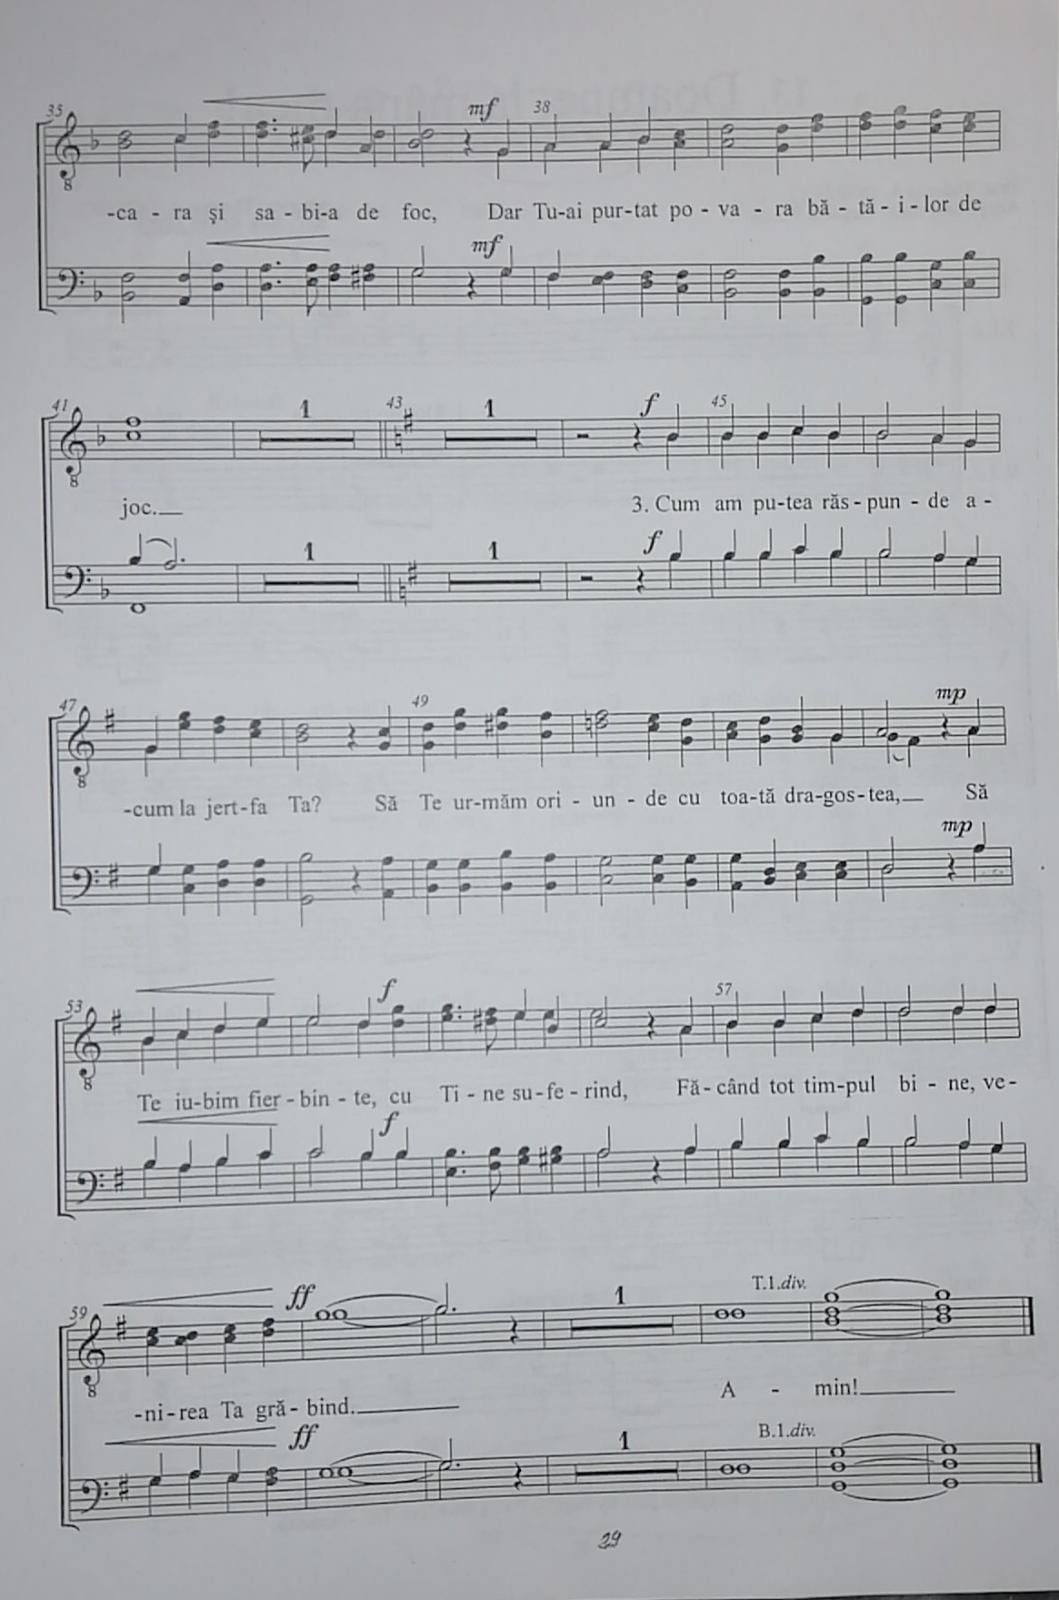 35 mf 38
-ca - ra și sa - bi-a de foc, Dar Tu-ai pur-tat po - va - ra bă - tă - i - lor de
mf
41 1 43 1 f 45
joc. 3. Cum am pu-tea răs - pun - de a -
1 1 f
47 49 mp
-cum la jert-fa Ta? Să Te ur-măm ori - un - de cu toa-tă dra-gos-tea, Să
mp
53 f 57
Te iu-bim fier - bin - te, cu Ti - ne su-fe - rind, Fă - când tot tim-pul bi - ne, ve-
f
59 ff 1 T.1.div.
-ni-rea Ta gră - bind. A - min!
ff 1 B.1.div.
29